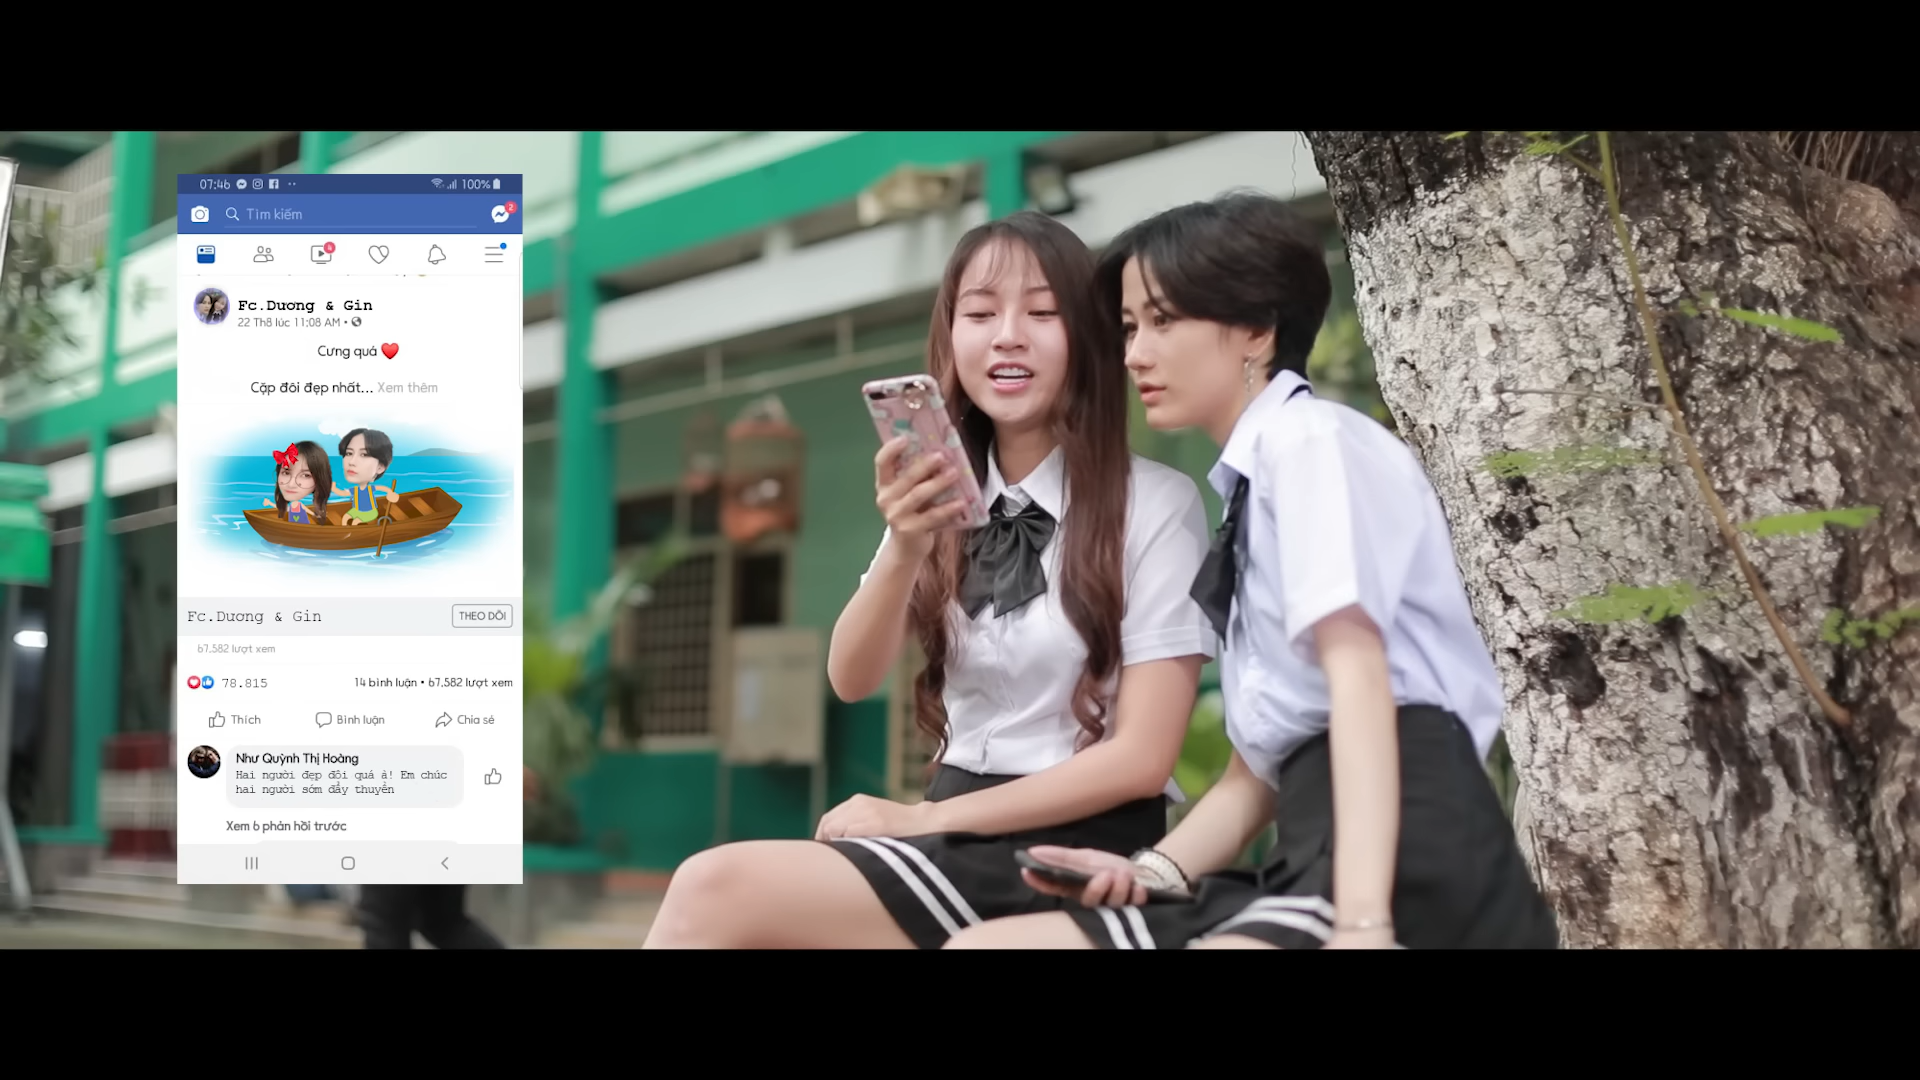 07:46 100%
Tìm kiếm
2
4
Fc.Dương & Gin
22 Th8 lúc 11:08 AM •
Cưng quá ❤️
Cặp đôi đẹp nhất... Xem thêm
Fc.Dương & Gin THEO DÕI
67.582 lượt xem
78.815 14 bình luận • 67.582 lượt xem
Thích Bình luận Chia sẻ
Như Quỳnh Thị Hoàng
Hai người đẹp đôi quá à! Em chúc
hai người sớm đẩy thuyền
Xem 6 phản hồi trước